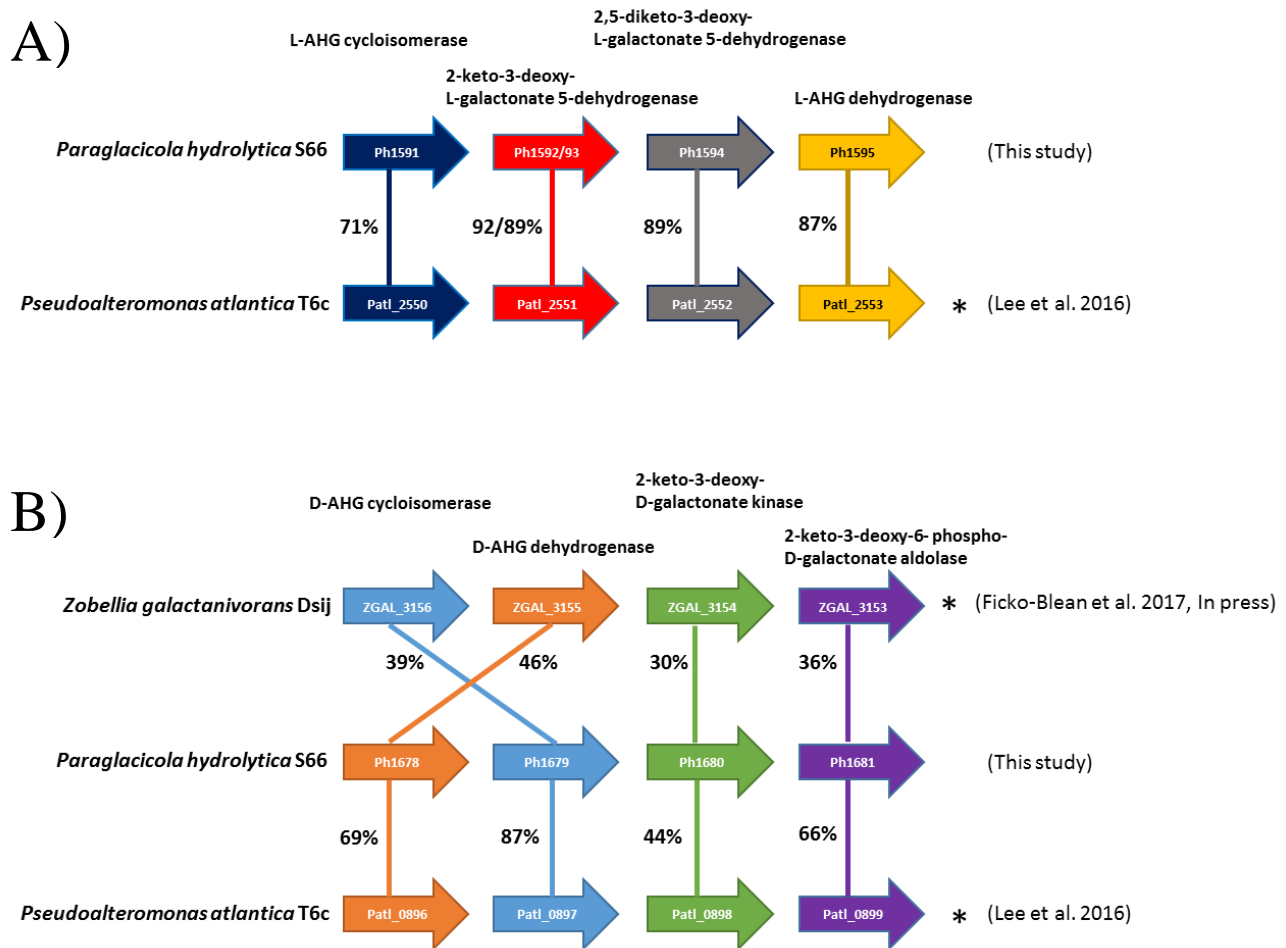 A)
L-AHG cycloisomerase
2-keto-3-deoxy-
L-galactonate 5-dehydrogenase
2,5-diketo-3-deoxy-
L-galactonate 5-dehydrogenase
L-AHG dehydrogenase
Paraglacicola hydrolytica S66
Ph1591
Ph1592/93
Ph1594
Ph1595
(This study)
71%
92/89%
89%
87%
Pseudoalteromonas atlantica T6c
Patl_2550
Patl_2551
Patl_2552
Patl_2553
* (Lee et al. 2016)
B)
D-AHG cycloisomerase
D-AHG dehydrogenase
2-keto-3-deoxy-
D-galactonate kinase
2-keto-3-deoxy-6- phospho-
D-galactonate aldolase
Zobellia galactanivorans Dsij
ZGAL_3156
ZGAL_3155
ZGAL_3154
ZGAL_3153
* (Ficko-Blean et al. 2017, In press)
39%
46%
30%
36%
Paraglacicola hydrolytica S66
Ph1678
Ph1679
Ph1680
Ph1681
(This study)
69%
87%
44%
66%
Pseudoalteromonas atlantica T6c
Patl_0896
Patl_0897
Patl_0898
Patl_0899
* (Lee et al. 2016)